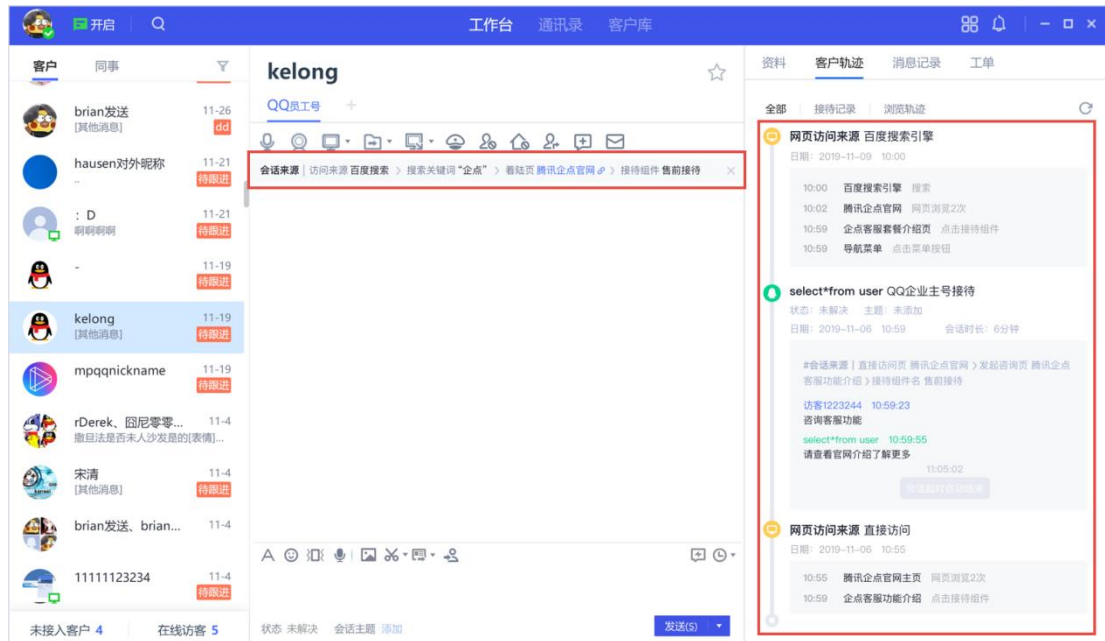 开启
工作台 通讯录 客户库
客户 同事
brian发送 11-26
[其他消息] dd
hausen对外昵称 11-21
.. 待跟进
：D 11-21
啊啊啊啊 待跟进
- 11-19
待跟进
kelong 11-19
[其他消息] 待跟进
mpqqnickname 11-19
待跟进
rDerek、囧尼零零... 11-4
撒旦法是否未人沙发是的[表情]...
宋清 11-4
[其他消息] 待跟进
brian发送、brian... 11-4
11111123234 11-4
待跟进
未接入客户 4 在线访客 5
kelong
QQ员工号
会话来源 | 访问来源 百度搜索 > 搜索关键词 “企点” > 着陆页 腾讯企点官网 > 接待组件 售前接待
状态 未解决 会话主题 添加
发送(S)
资料 客户轨迹 消息记录 工单
全部 接待记录 浏览轨迹
网页访问来源 百度搜索引擎
日期：2019-11-09 10:00
10:00 百度搜索引擎 搜索
10:02 腾讯企点官网 网页浏览2次
10:59 企点客服套餐介绍页 点击接待组件
10:59 导航菜单 点击菜单按钮
select*from user QQ企业主号接待
状态：未解决 主题：未添加
日期：2019-11-06 10:59 会话时长：6分钟
#会话来源 | 直接访问页 腾讯企点官网 > 发起咨询页 腾讯企点
客服功能介绍 > 接待组件名 售前接待
访客1223244 10:59:23
咨询客服功能
select*from user 10:59:55
请查看官网介绍了解更多
11:05:02
会话超时自动结束
网页访问来源 直接访问
日期：2019-11-06 10:55
10:55 腾讯企点官网主页 网页浏览2次
10:59 企点客服功能介绍 点击接待组件